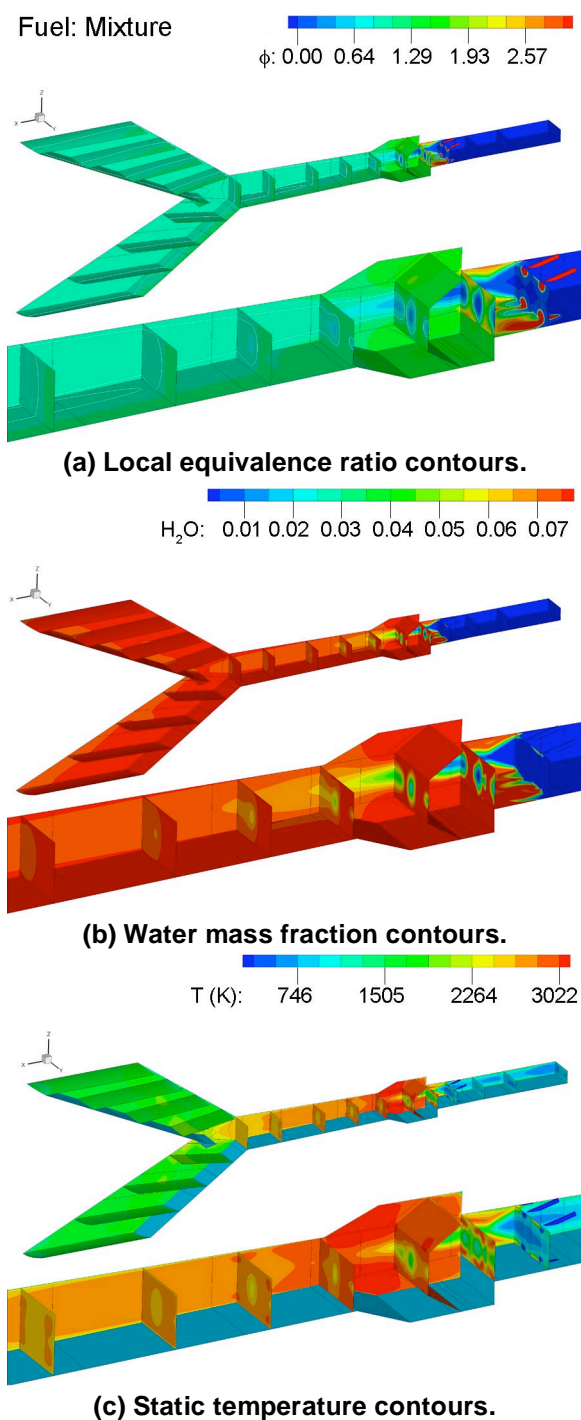 Fuel: Mixture
ϕ: 0.00 0.64 1.29 1.93 2.57
Z
X Y
(a) Local equivalence ratio contours.
H₂O: 0.01 0.02 0.03 0.04 0.05 0.06 0.07
Z
X Y
(b) Water mass fraction contours.
T (K): 746 1505 2264 3022
Z
X Y
(c) Static temperature contours.